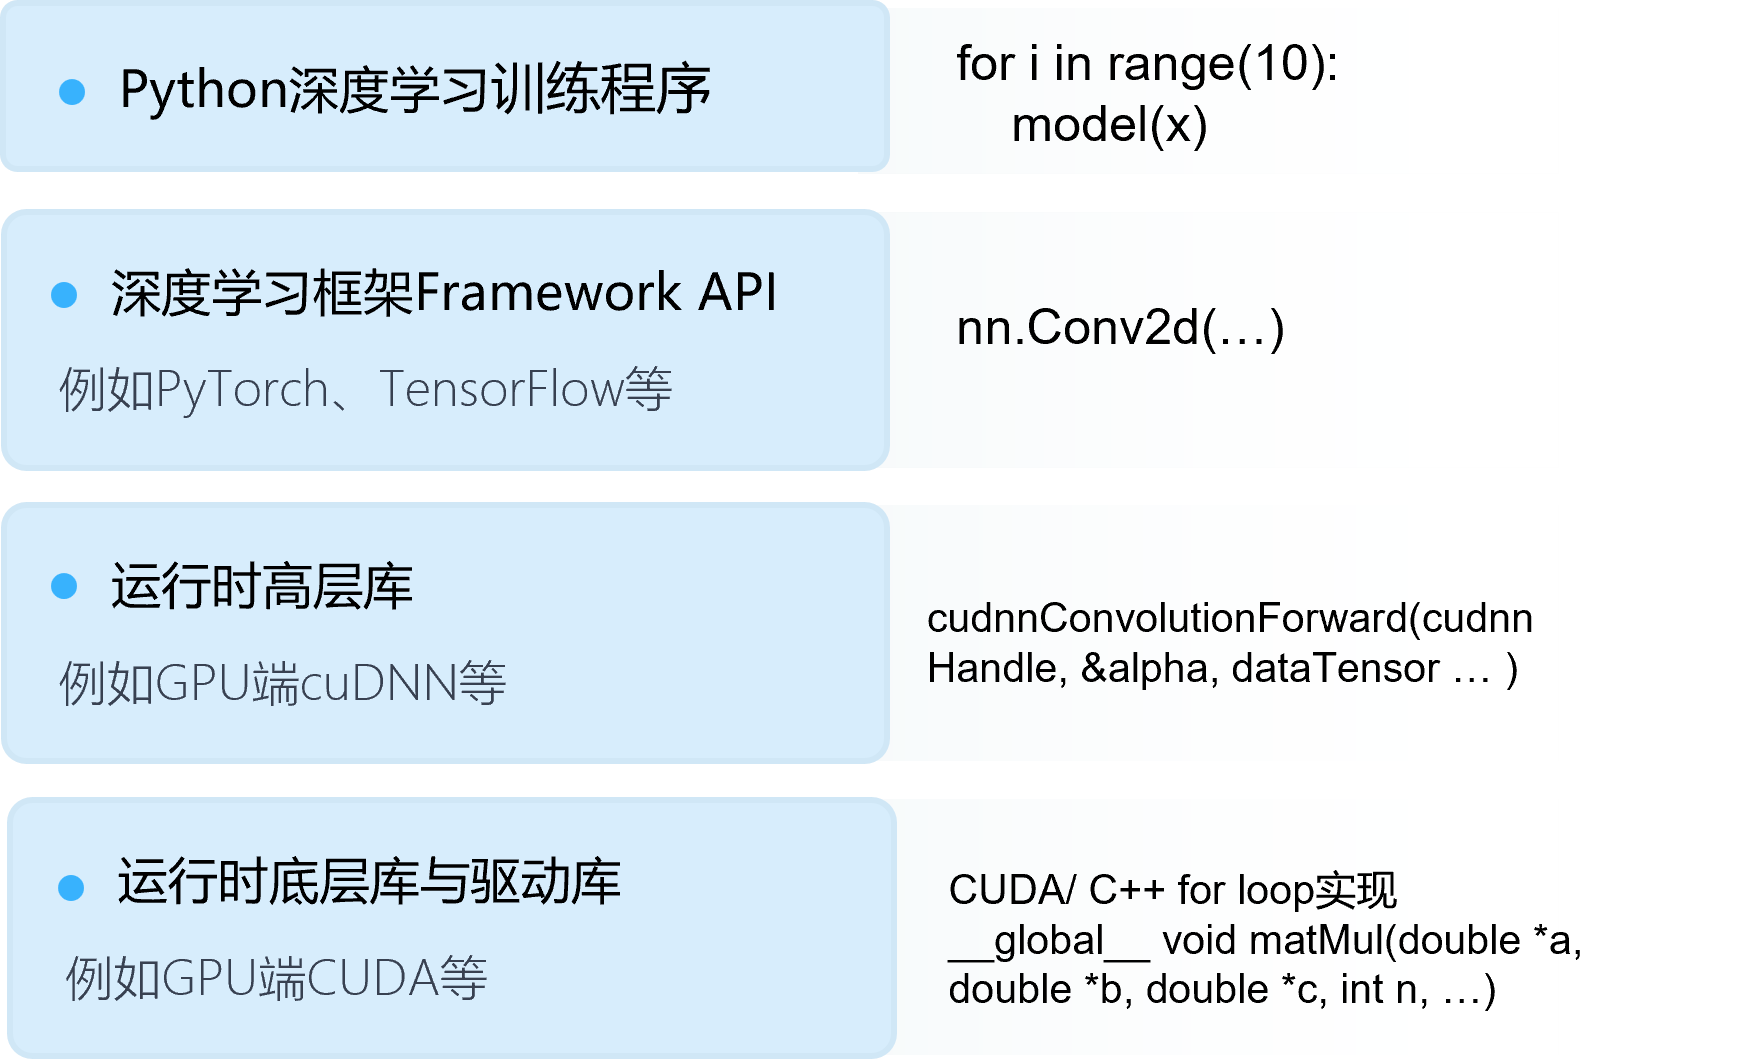 Python深度学习训练程序
for i in range(10):
model(x)
深度学习框架Framework API
例如PyTorch、TensorFlow等
nn.Conv2d(…)
运行时高层库
例如GPU端cuDNN等
cudnnConvolutionForward(cudnn
Handle, &alpha, dataTensor … )
运行时底层库与驱动库
例如GPU端CUDA等
CUDA/ C++ for loop实现
__global__ void matMul(double *a,
double *b, double *c, int n, …)